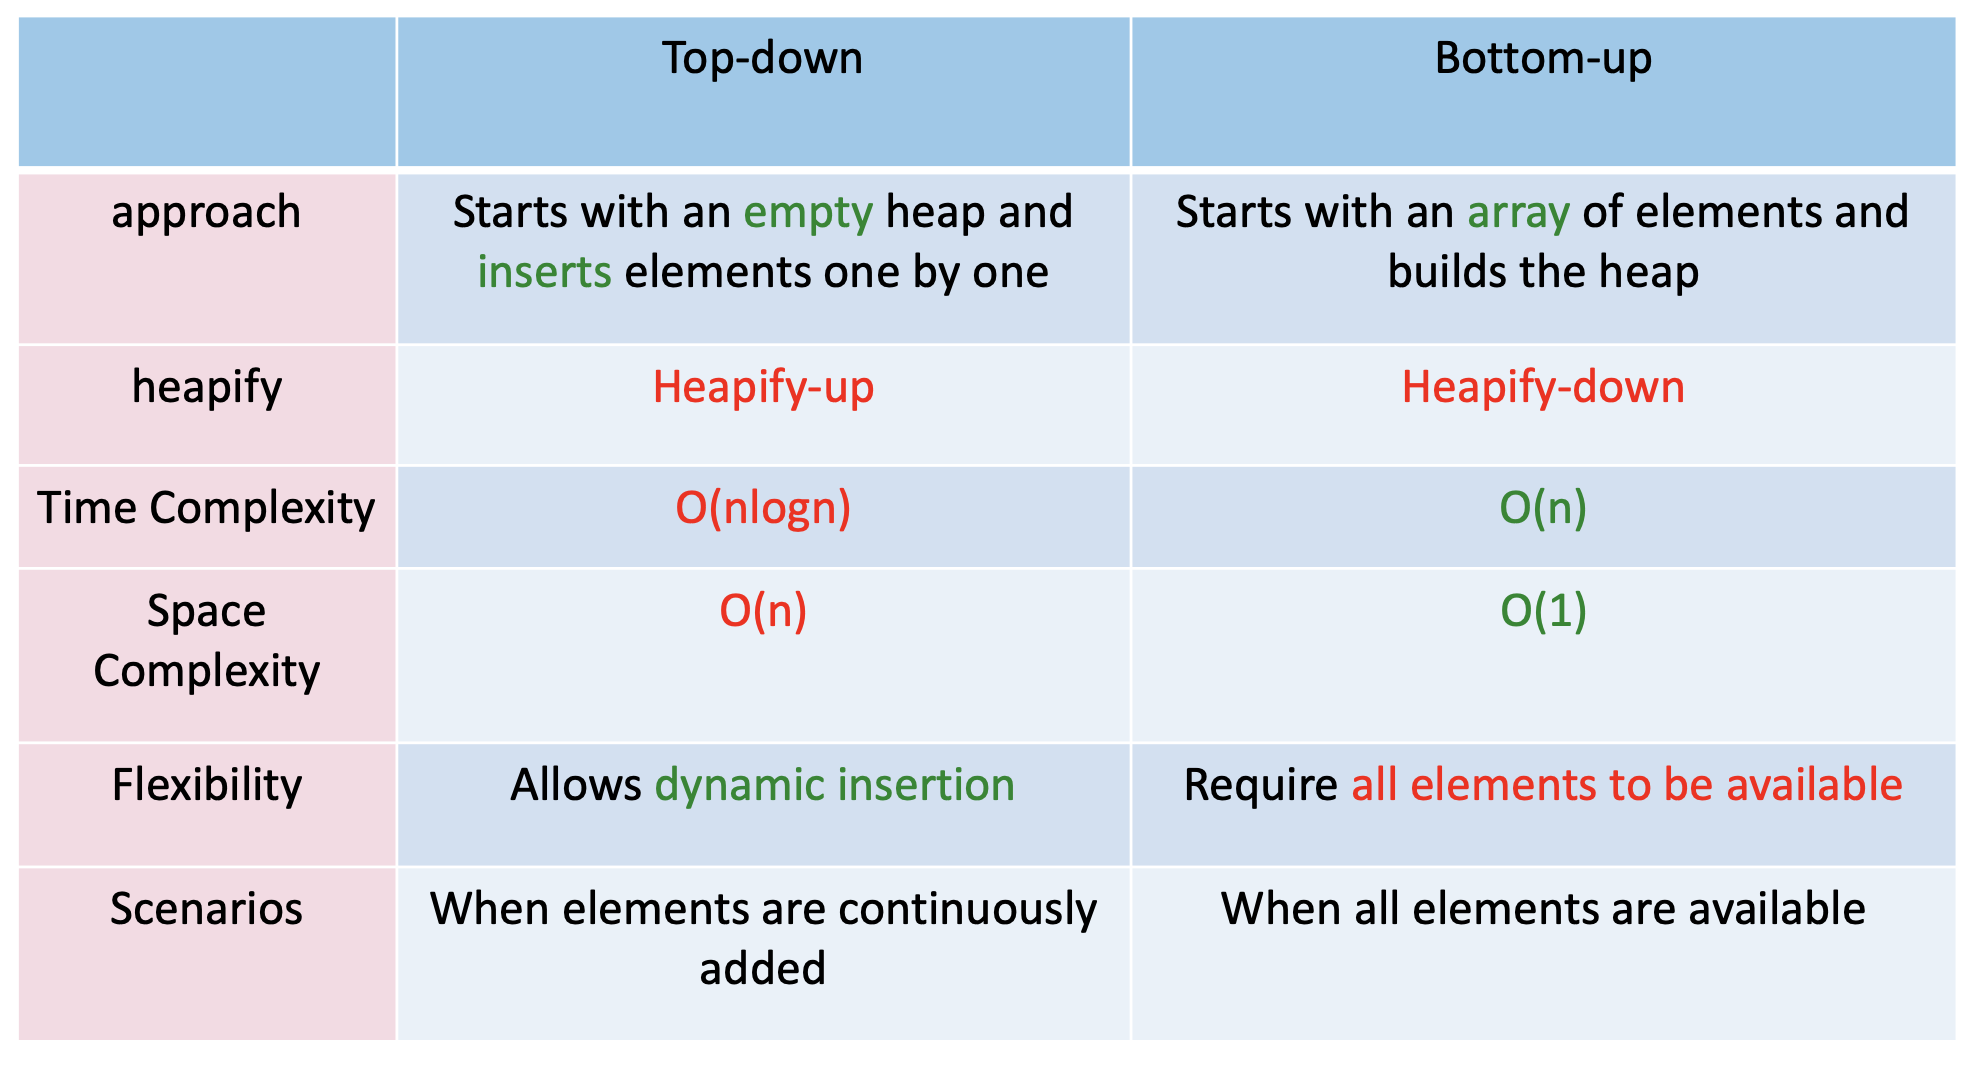 Top-down
Bottom-up
approach
Starts with an empty heap and
inserts elements one by one
Starts with an array of elements and
builds the heap
heapify
Heapify-up
Heapify-down
Time Complexity
O(nlogn)
O(n)
Space
Complexity
O(n)
O(1)
Flexibility
Allows dynamic insertion
Require all elements to be available
Scenarios
When elements are continuously
added
When all elements are available